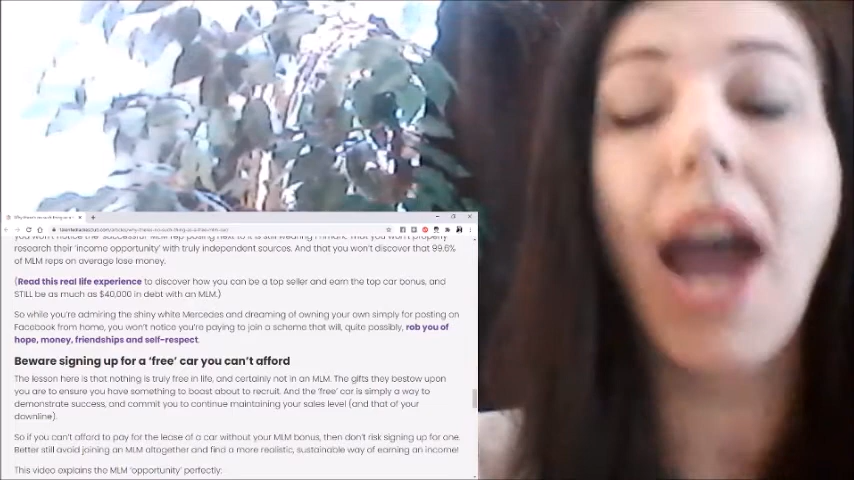 research their 'income opportunity' with truly independent sources. And that you won't discover that 99.6%
of MLM reps on average lose money.
(Read this real life experience to discover how you can be a top seller and earn the top car bonus, and
STILL be as much as $40,000 in debt with an MLM.)
So while you're admiring the shiny white Mercedes and dreaming of owning your own simply for posting on
Facebook from home, you won't notice you're paying to join a scheme that will, quite possibly, rob you of
hope, money, friendships and self-respect.
Beware signing up for a 'free' car you can't afford
The lesson here is that nothing is truly free in life, and certainly not in an MLM. The gifts they bestow upon
you are to ensure you have something to boast about to recruit. And the 'free' car is simply a way to
demonstrate success, and commit you to continue maintaining your sales level (and that of your
downline).
So if you can't afford to pay for the lease of a car without your MLM bonus, then don't risk signing up for one.
Better still avoid joining an MLM altogether and find a more realistic, sustainable way of earning an income!
This video explains the MLM 'opportunity' perfectly: